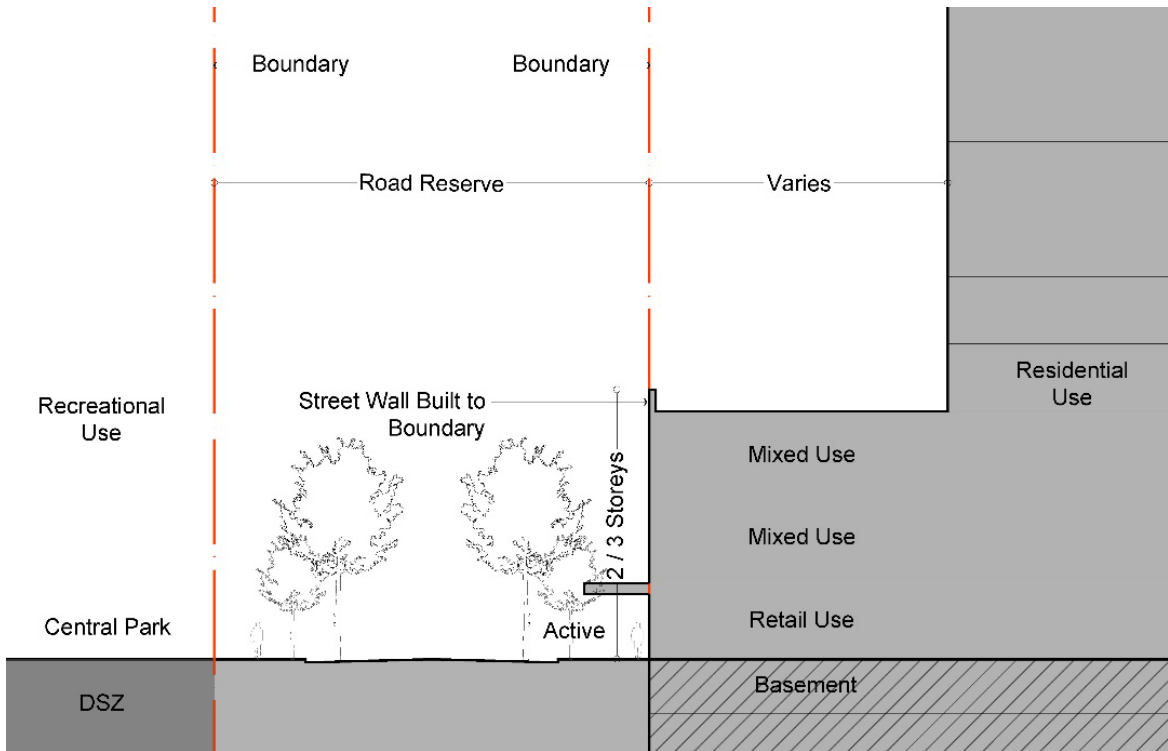 Boundary
Boundary
Road Reserve
Varies
Recreational
Use
Street Wall Built to
Boundary
2 / 3 Storeys
Residential
Use
Mixed Use
Mixed Use
Central Park
Active
Retail Use
DSZ
Basement